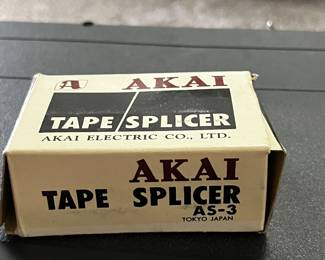 A AKAI
TAPE SPLICER
AKAI ELECTRIC CO., LTD.
AKAI
TAPE SPLICER
AS-3
TOKYO JAPAN